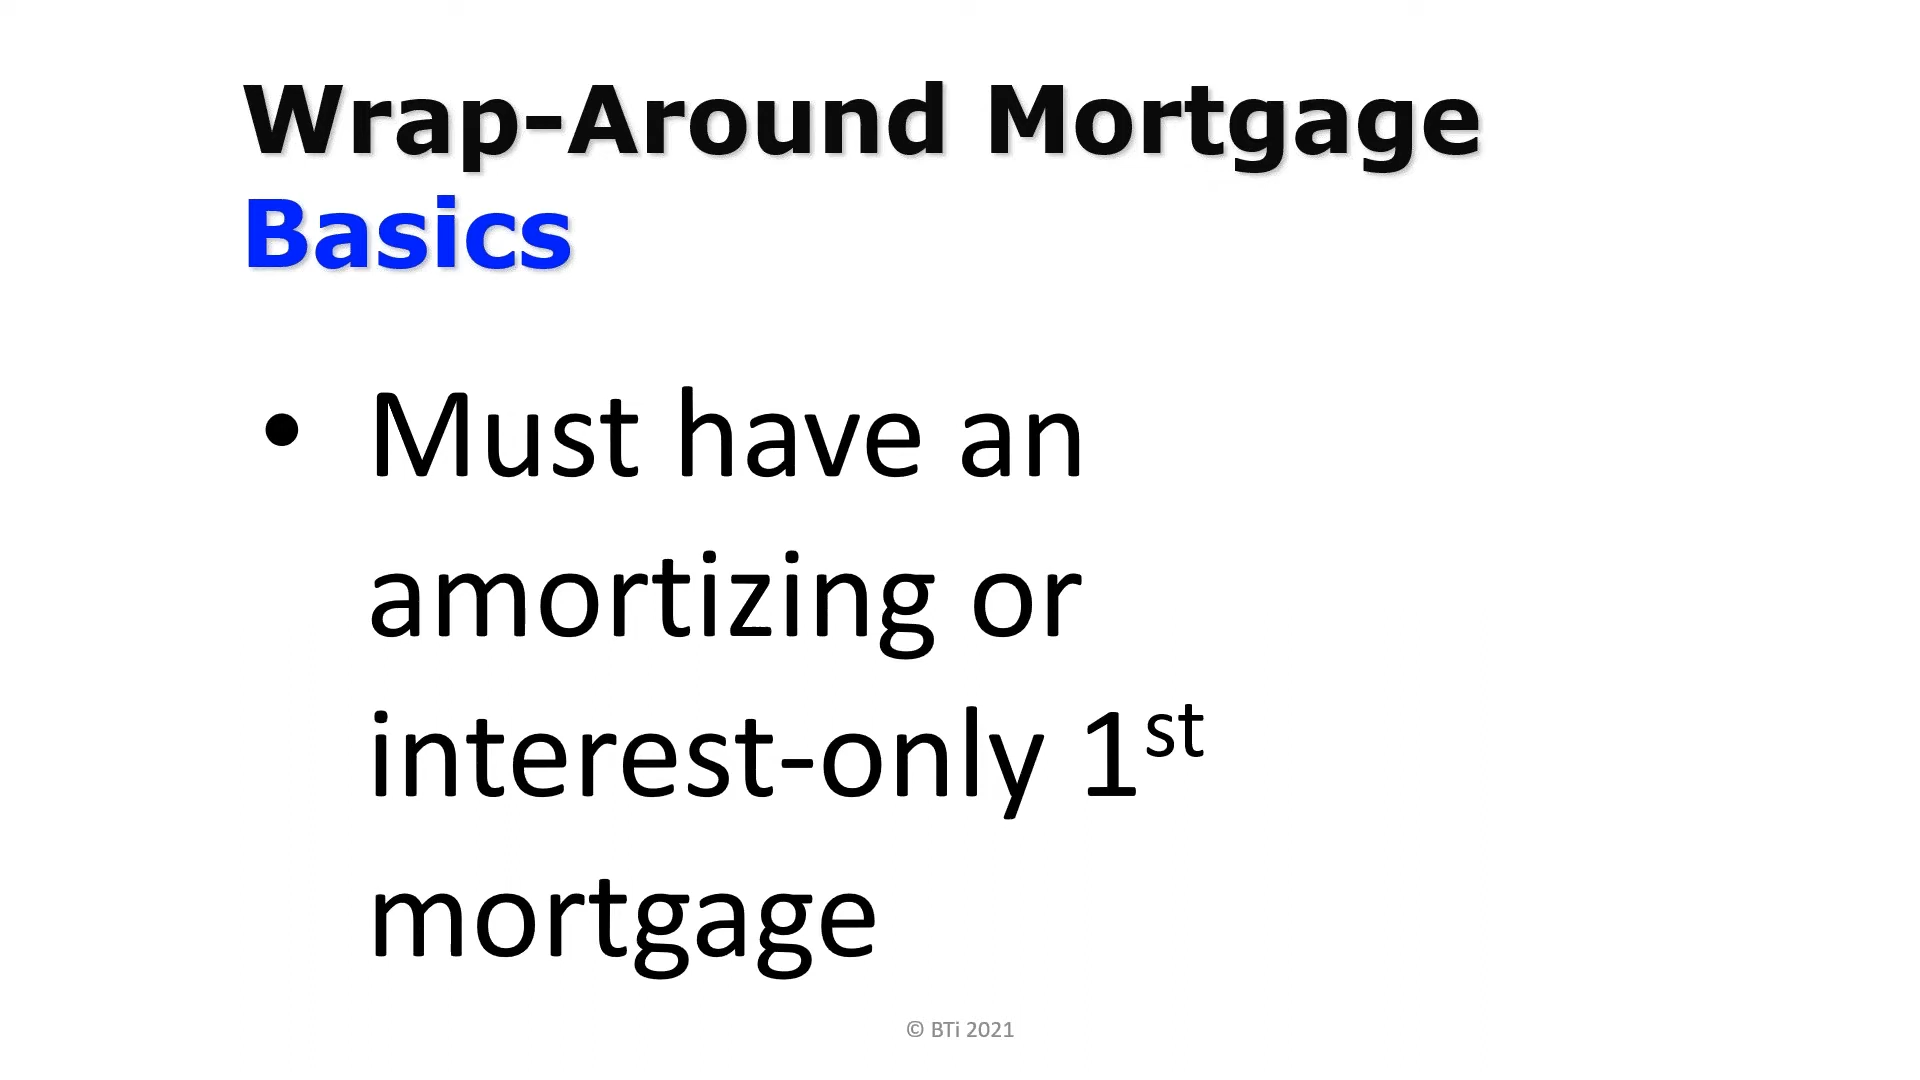 Wrap-Around Mortgage
Basics
• Must have an
amortizing or
interest-only 1st
mortgage
© BTi 2021